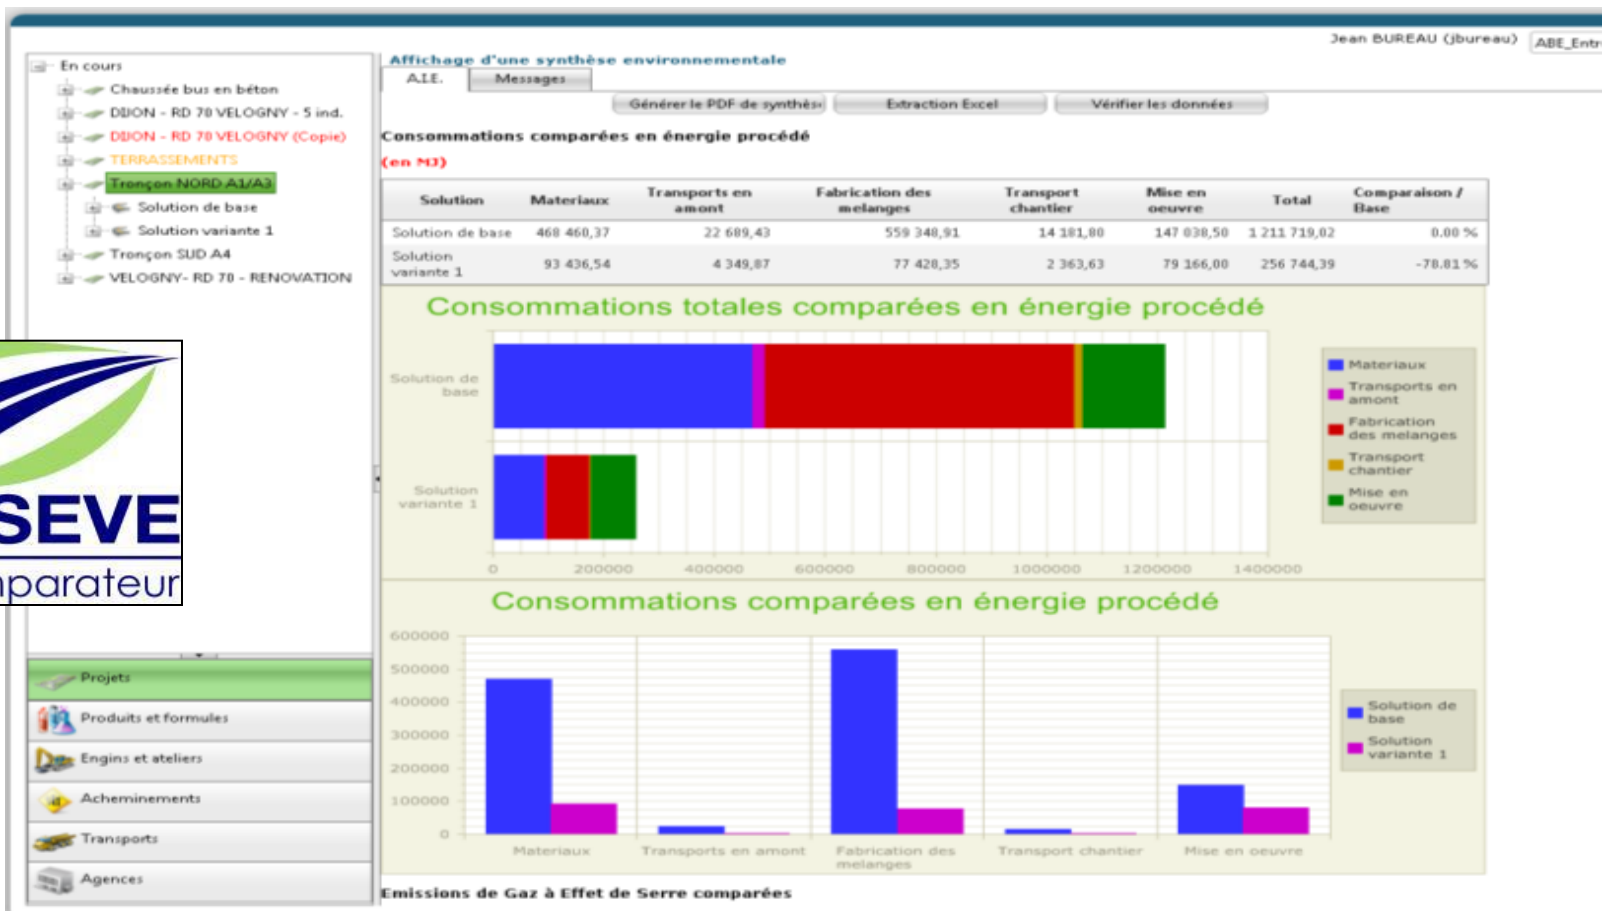 Jean BUREAU (jbureau)
ABE_Entr
En cours
Chaussée bus en béton
DIJON - RD 70 VELOGNY - 5 ind.
DIJON - RD 70 VELOGNY (Copie)
TERRASSEMENTS
Tronçon NORD A1/A3
Solution de base
Solution variante 1
Tronçon SUD A4
VELOGNY- RD 70 - RENOVATION
SEVE
mparateur
Projets
Produits et formules
Engins et ateliers
Acheminements
Transports
Agences
Affichage d'une synthèse environnementale
A.I.E. Messages
Générer le PDF de synthès Extraction Excel Vérifier les données
Consommations comparées en énergie procédé
(en MJ)
Solution Materiaux Transports en amont Fabrication des melanges Transport chantier Mise en oeuvre Total Comparaison / Base
Solution de base 468 460,37 22 689,43 559 348,91 14 181,80 147 038,50 1 211 719,02 0.00 %
Solution variante 1 93 436,54 4 349,87 77 428,35 2 363,63 79 166,00 256 744,39 -78.81 %
Consommations totales comparées en énergie procédé
Solution de
base
Solution
variante 1
0 200000 400000 600000 800000 1000000 1200000 1400000
Materiaux
Transports en
amont
Fabrication
des melanges
Transport
chantier
Mise en
oeuvre
Consommations comparées en énergie procédé
600000
500000
400000
300000
200000
100000
0
Materiaux Transports en amont Fabrication des melanges Transport chantier Mise en oeuvre
Solution de
base
Solution
variante 1
Emissions de Gaz à Effet de Serre comparées